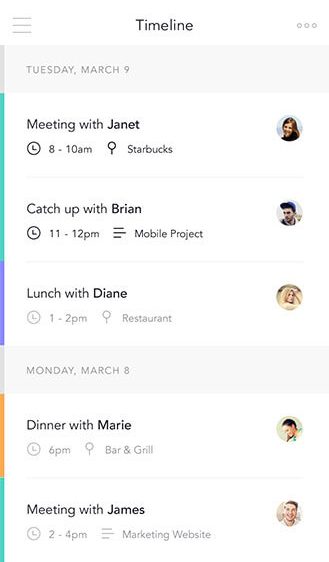 Timeline
TUESDAY, MARCH 9
Meeting with Janet
8 - 10am Starbucks
Catch up with Brian
11 - 12pm Mobile Project
Lunch with Diane
1 - 2pm Restaurant
MONDAY, MARCH 8
Dinner with Marie
6pm Bar & Grill
Meeting with James
2 - 4pm Marketing Website